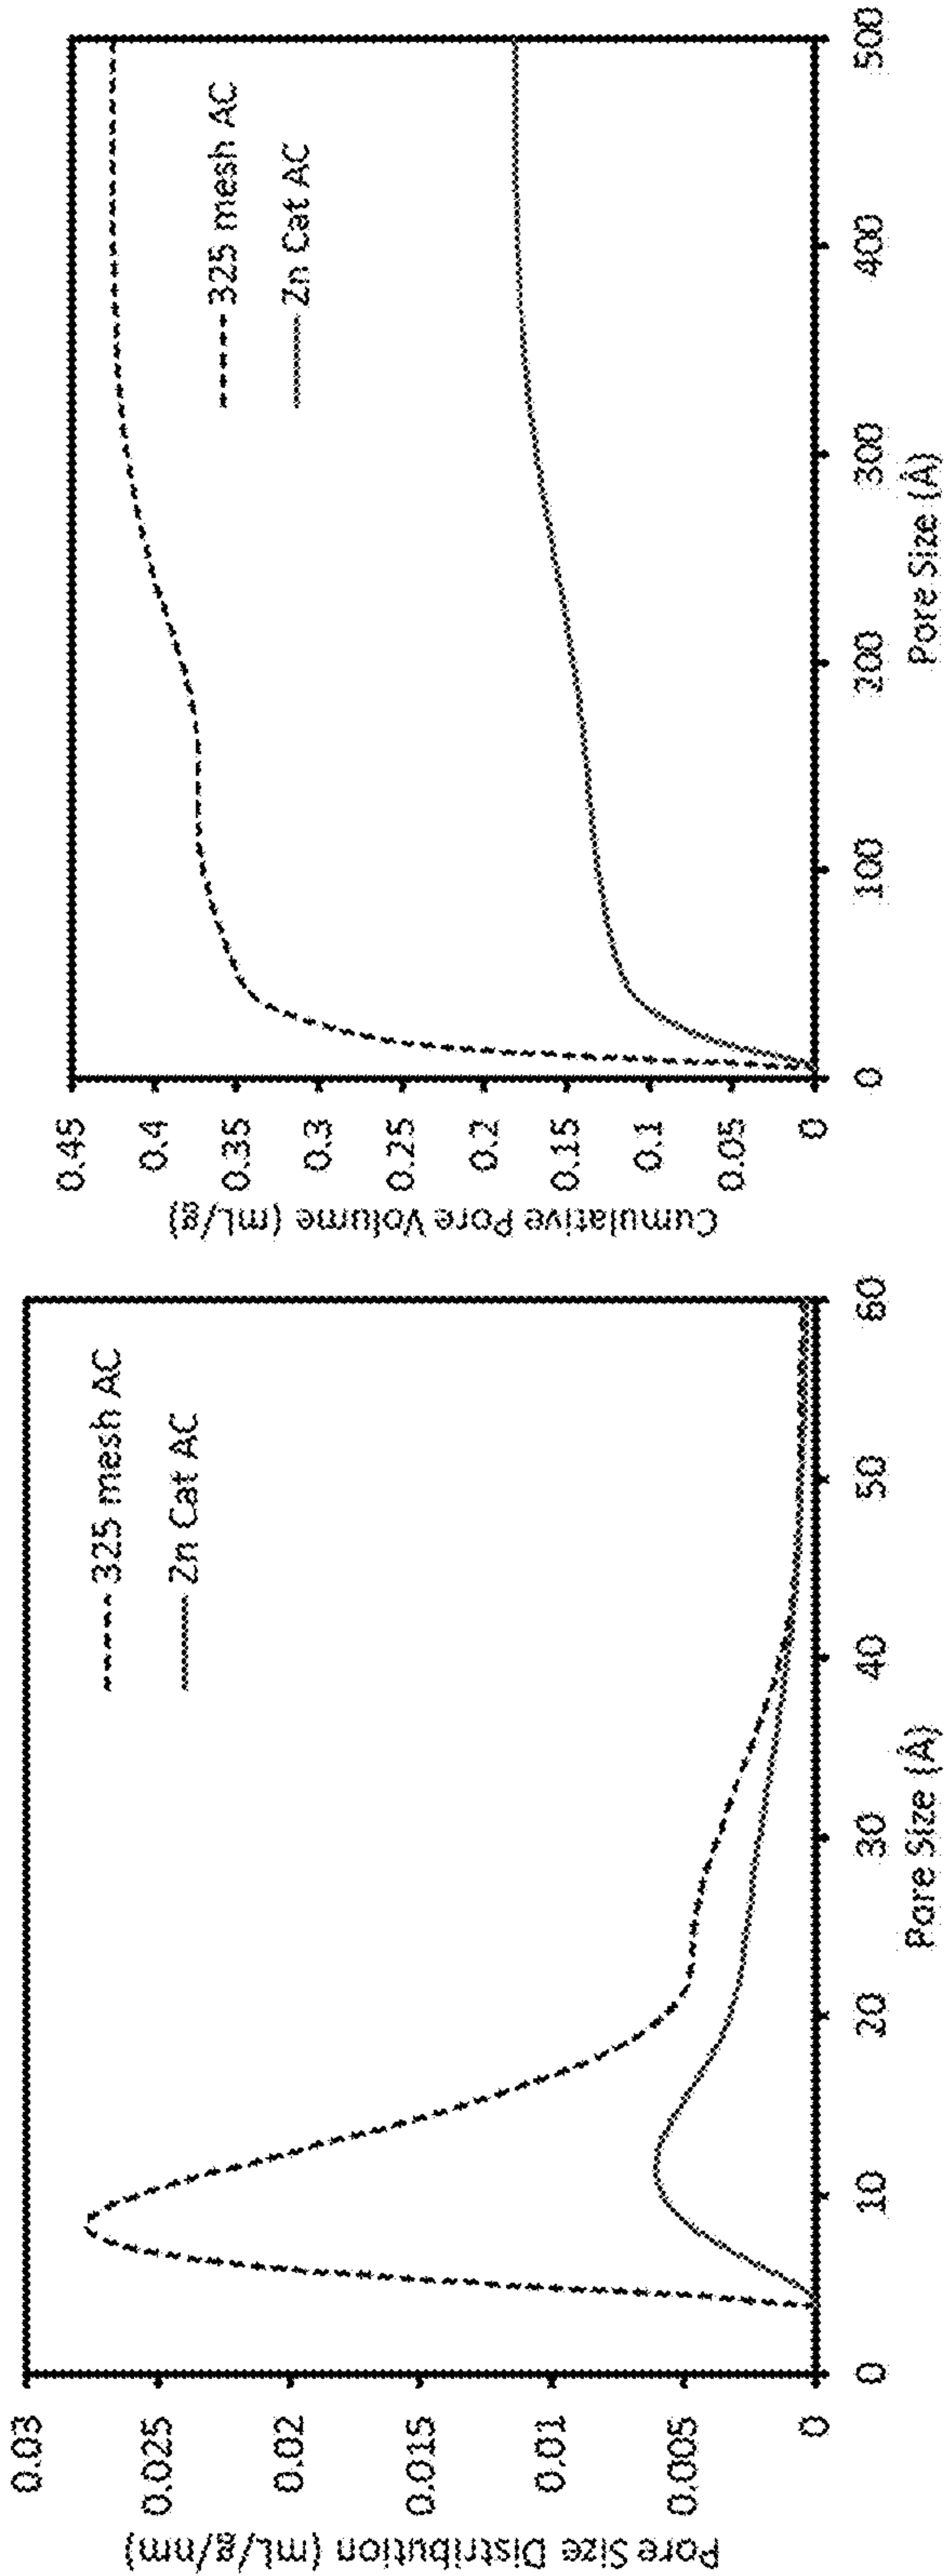 Pore Size Distribution (mL/g/nm)
0.03
0.025
0.02
0.015
0.01
0.005
0
0 10 20 30 40 50 60
Pore Size (Å)
325 mesh AC
Zn Cat AC
Cumulative Pore Volume (mL/g)
0.45
0.4
0.35
0.3
0.25
0.2
0.15
0.1
0.05
0
0 100 200 300 400 500
Pore Size (Å)
325 mesh AC
Zn Cat AC